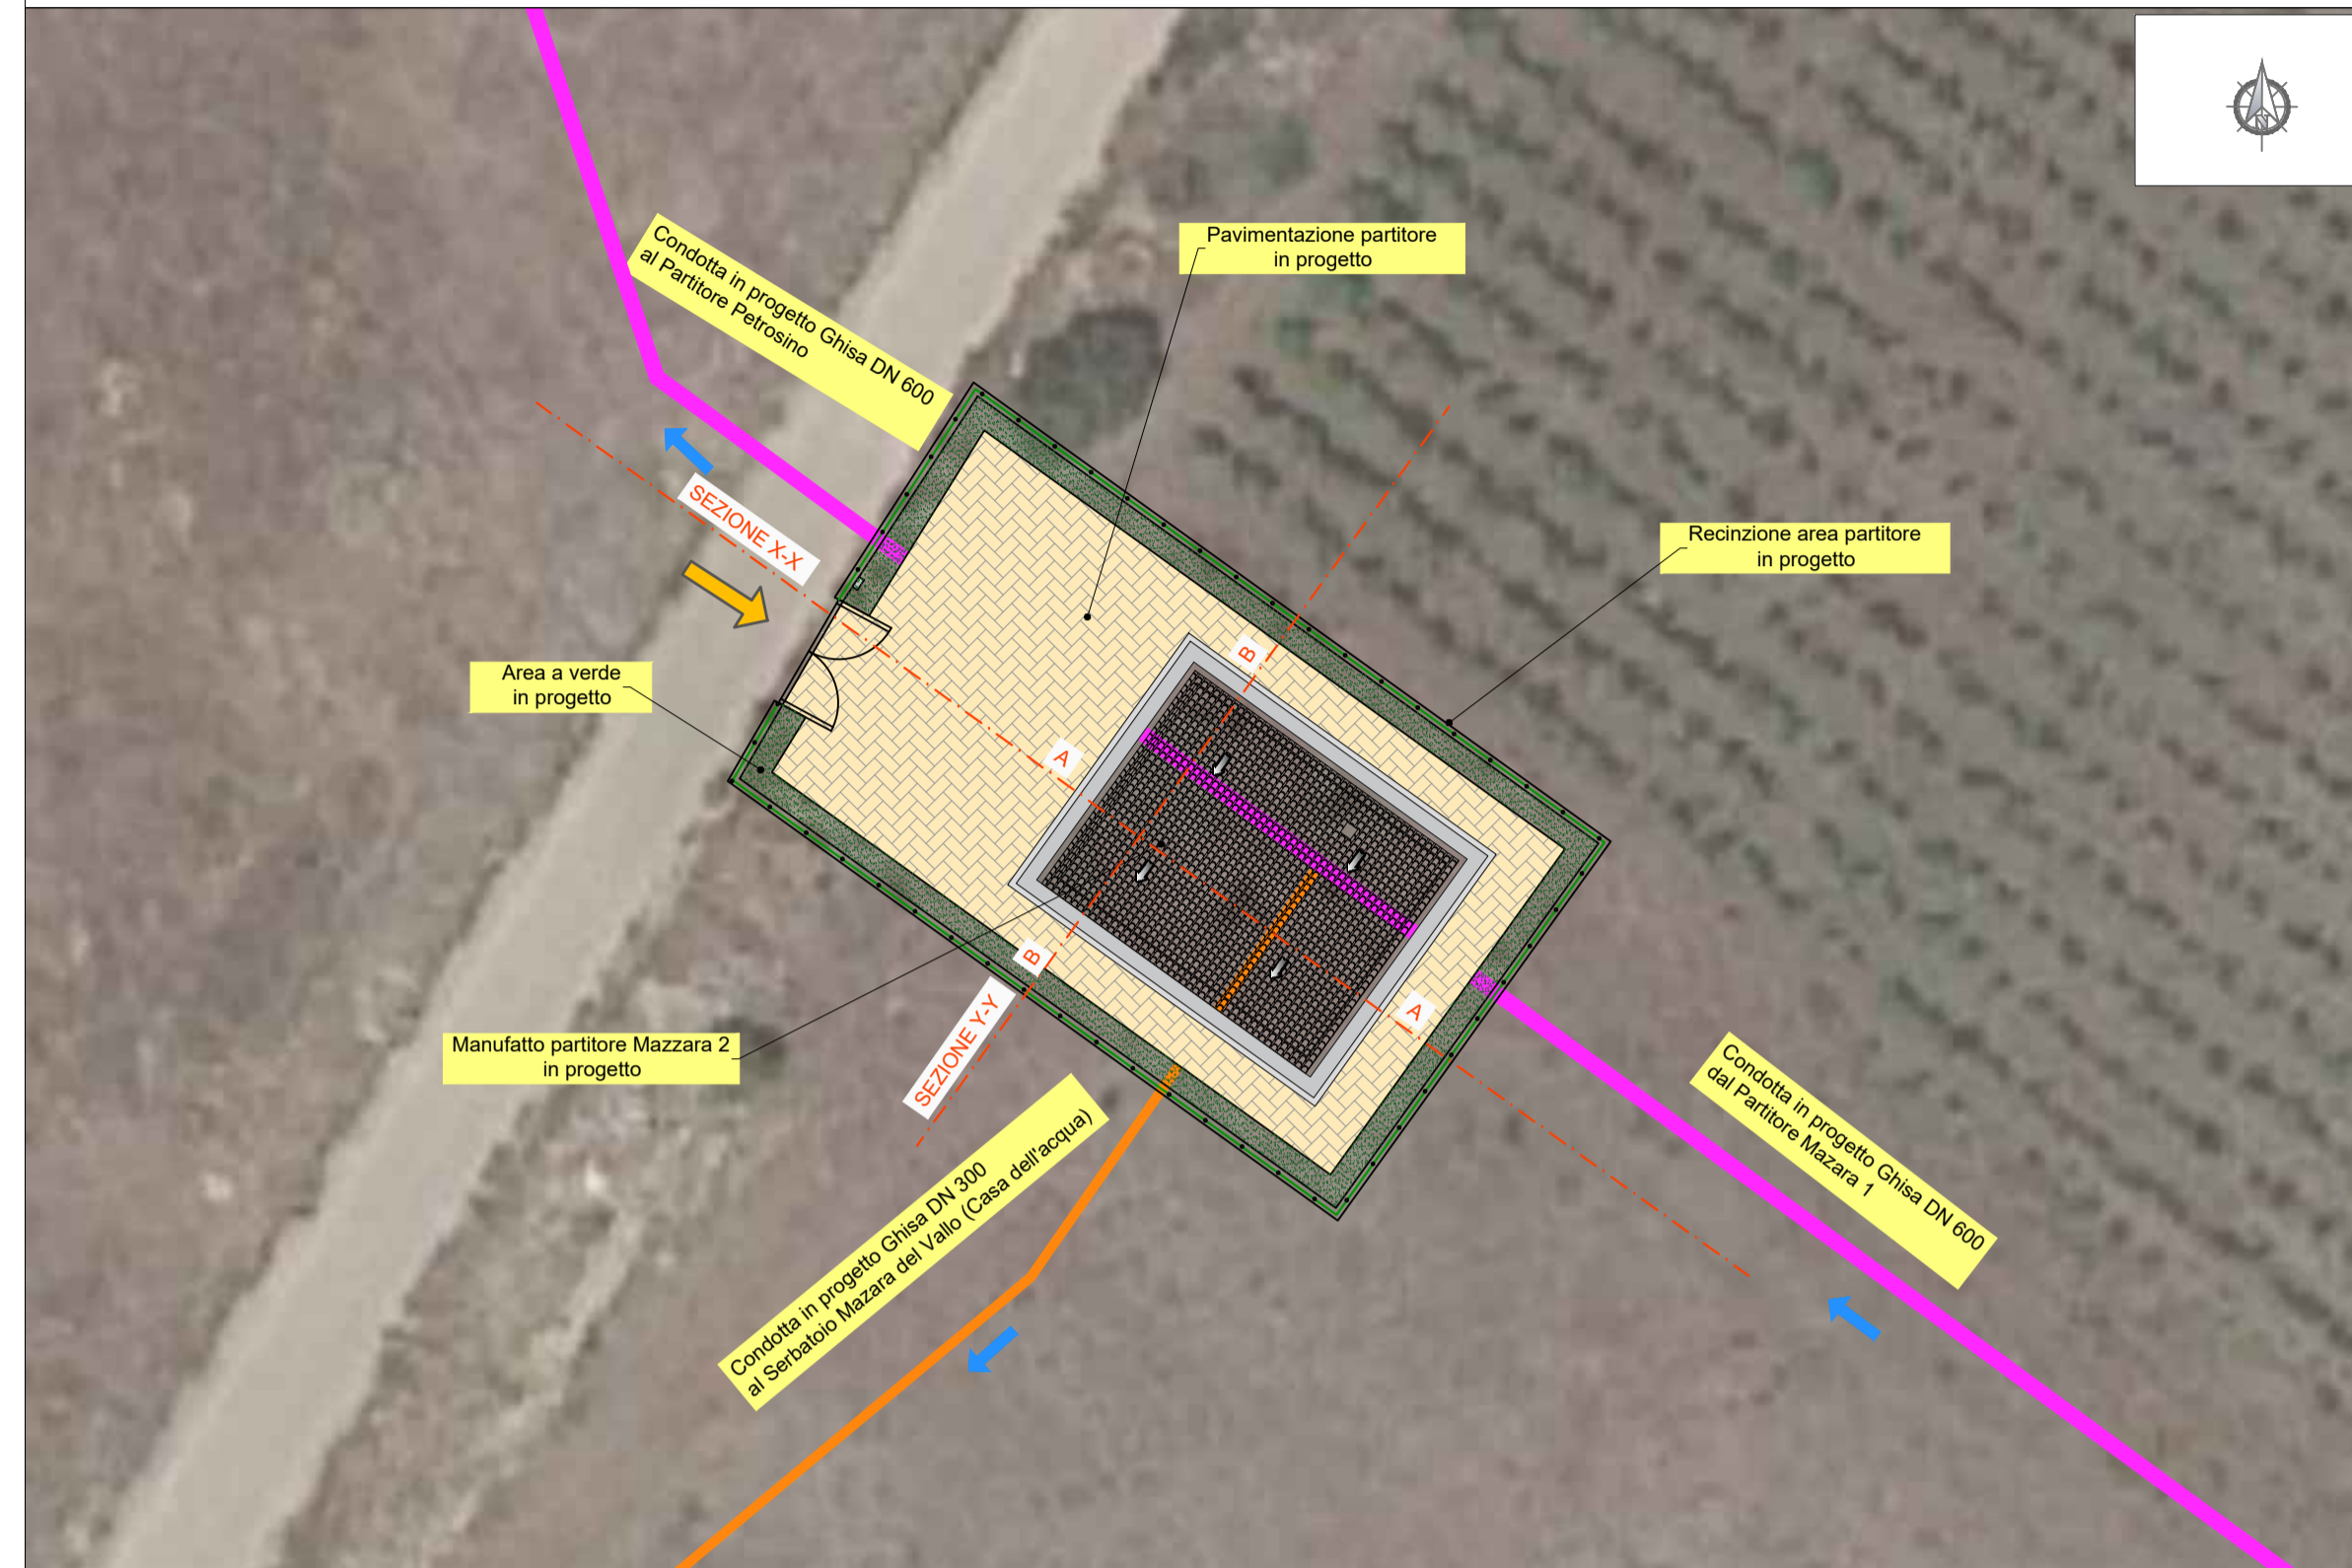 N
Condotta in progetto Ghisa DN 600
al Partitore Petrosino
Pavimentazione partitore
in progetto
SEZIONE X-X
Recinzione area partitore
in progetto
Area a verde
in progetto
B
A
B
A
SEZIONE Y-Y
Manufatto partitore Mazzara 2
in progetto
Condotta in progetto Ghisa DN 600
dal Partitore Mazara 1
Condotta in progetto Ghisa DN 300
al Serbatoio Mazara del Vallo (Casa dell'acqua)